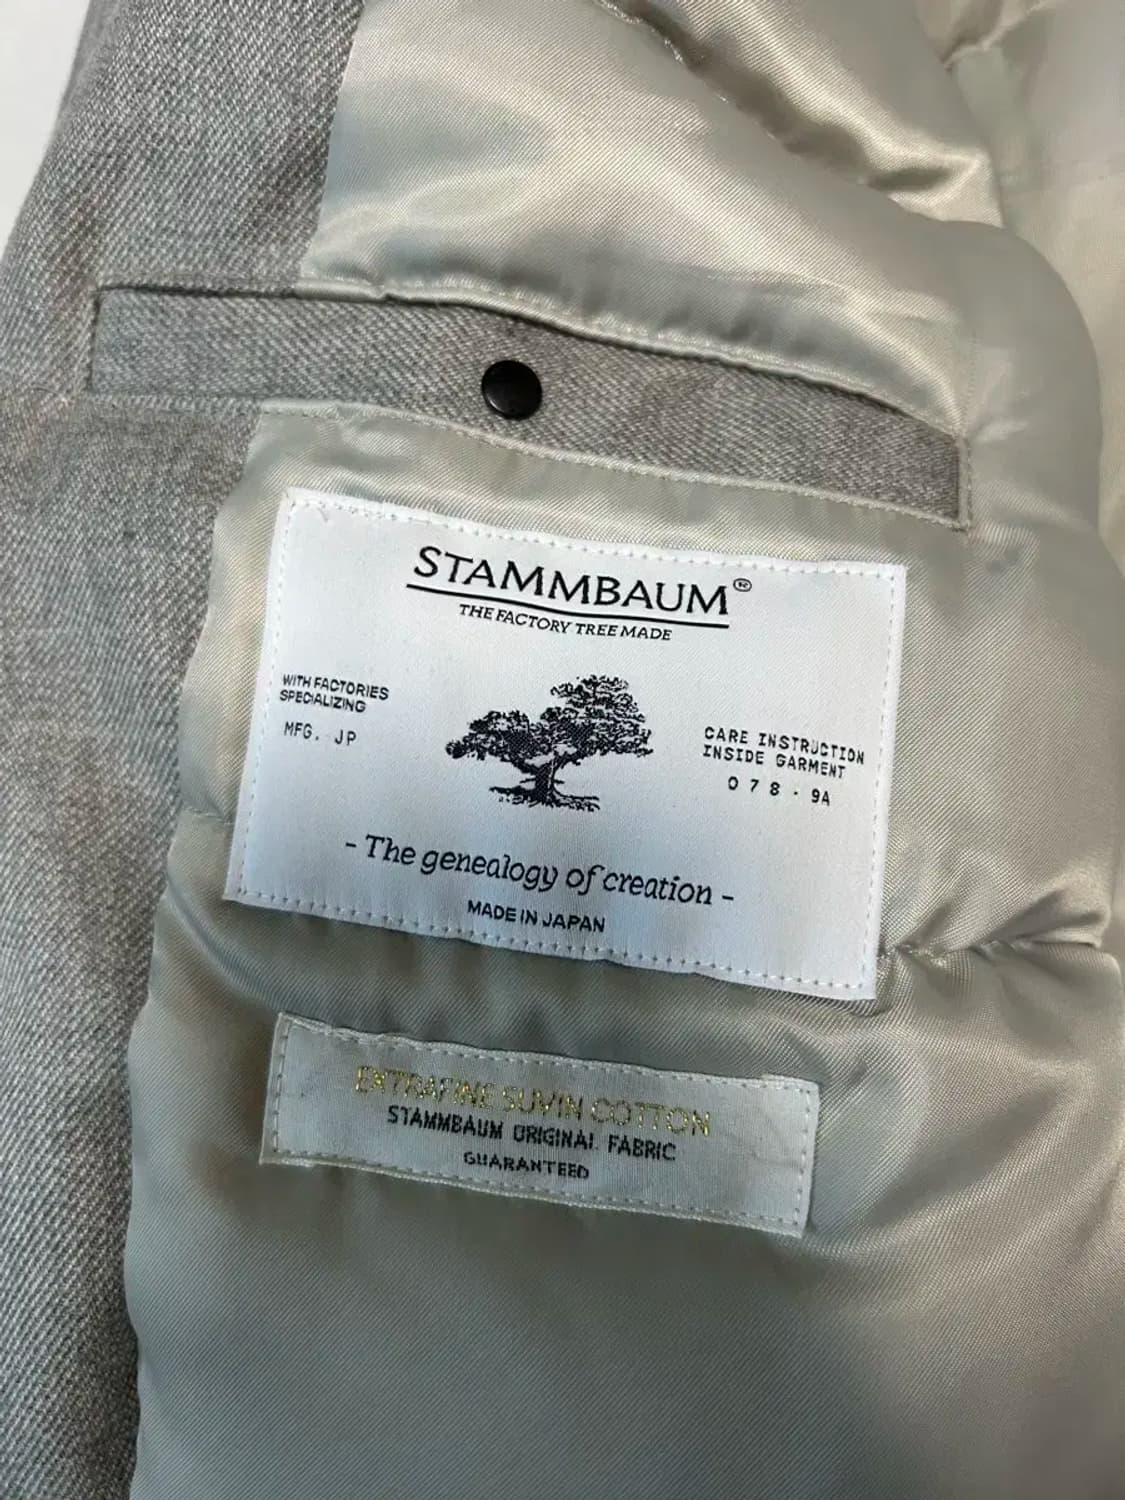 STAMMBAUM®
THE FACTORY TREE MADE
WITH FACTORIES
SPECIALIZING
MFG. JP
CARE INSTRUCTION
INSIDE GARMENT
078-9A
- The genealogy of creation -
MADE IN JAPAN
EXTRAFINE SUVIN COTTON
STAMMBAUM ORIGINAL FABRIC
GUARANTEED